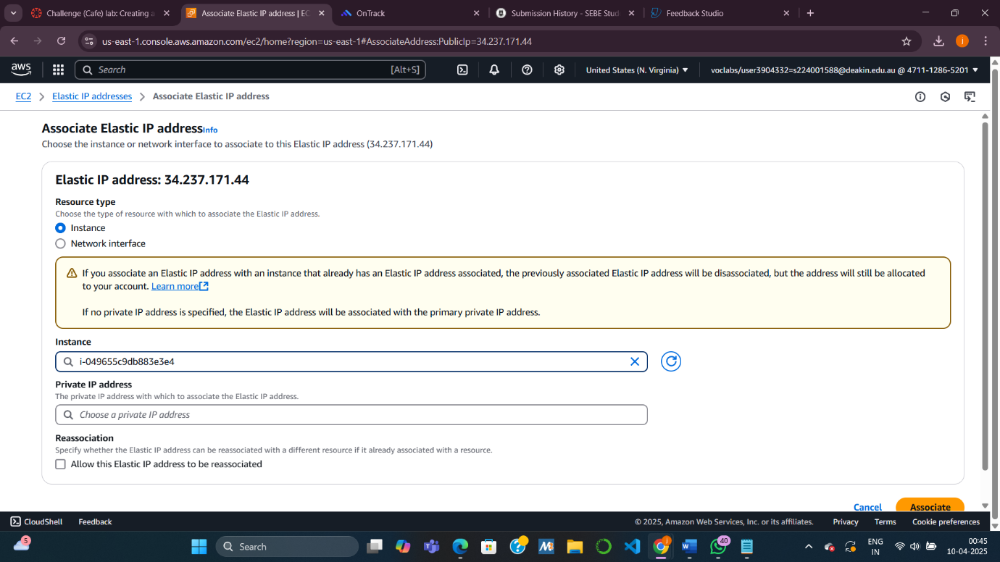 Challenge (Cafe) lab: Creating a
Associate Elastic IP address | EC
OnTrack
Submission History - SEBE Stud
Feedback Studio
us-east-1.console.aws.amazon.com/ec2/home?region=us-east-1#AssociateAddress:PublicIp=34.237.171.44
j
aws
Search
[Alt+S]
United States (N. Virginia)
voclabs/user3904332=s224001588@deakin.edu.au @ 4711-1286-5201
EC2 > Elastic IP addresses > Associate Elastic IP address
Associate Elastic IP address Info
Choose the instance or network interface to associate to this Elastic IP address (34.237.171.44)
Elastic IP address: 34.237.171.44
Resource type
Choose the type of resource with which to associate the Elastic IP address.
Instance
Network interface
If you associate an Elastic IP address with an instance that already has an Elastic IP address associated, the previously associated Elastic IP address will be disassociated, but the address will still be allocated
to your account. Learn more
If no private IP address is specified, the Elastic IP address will be associated with the primary private IP address.
Instance
i-049655c9db883e3e4
Private IP address
The private IP address with which to associate the Elastic IP address.
Choose a private IP address
Reassociation
Specify whether the Elastic IP address can be reassociated with a different resource if it already associated with a resource.
Allow this Elastic IP address to be reassociated
Cancel
Associate
CloudShell
Feedback
© 2025, Amazon Web Services, Inc. or its affiliates.
Privacy
Terms
Cookie preferences
5
Search
j
40
ENG
IN
00:45
10-04-2025